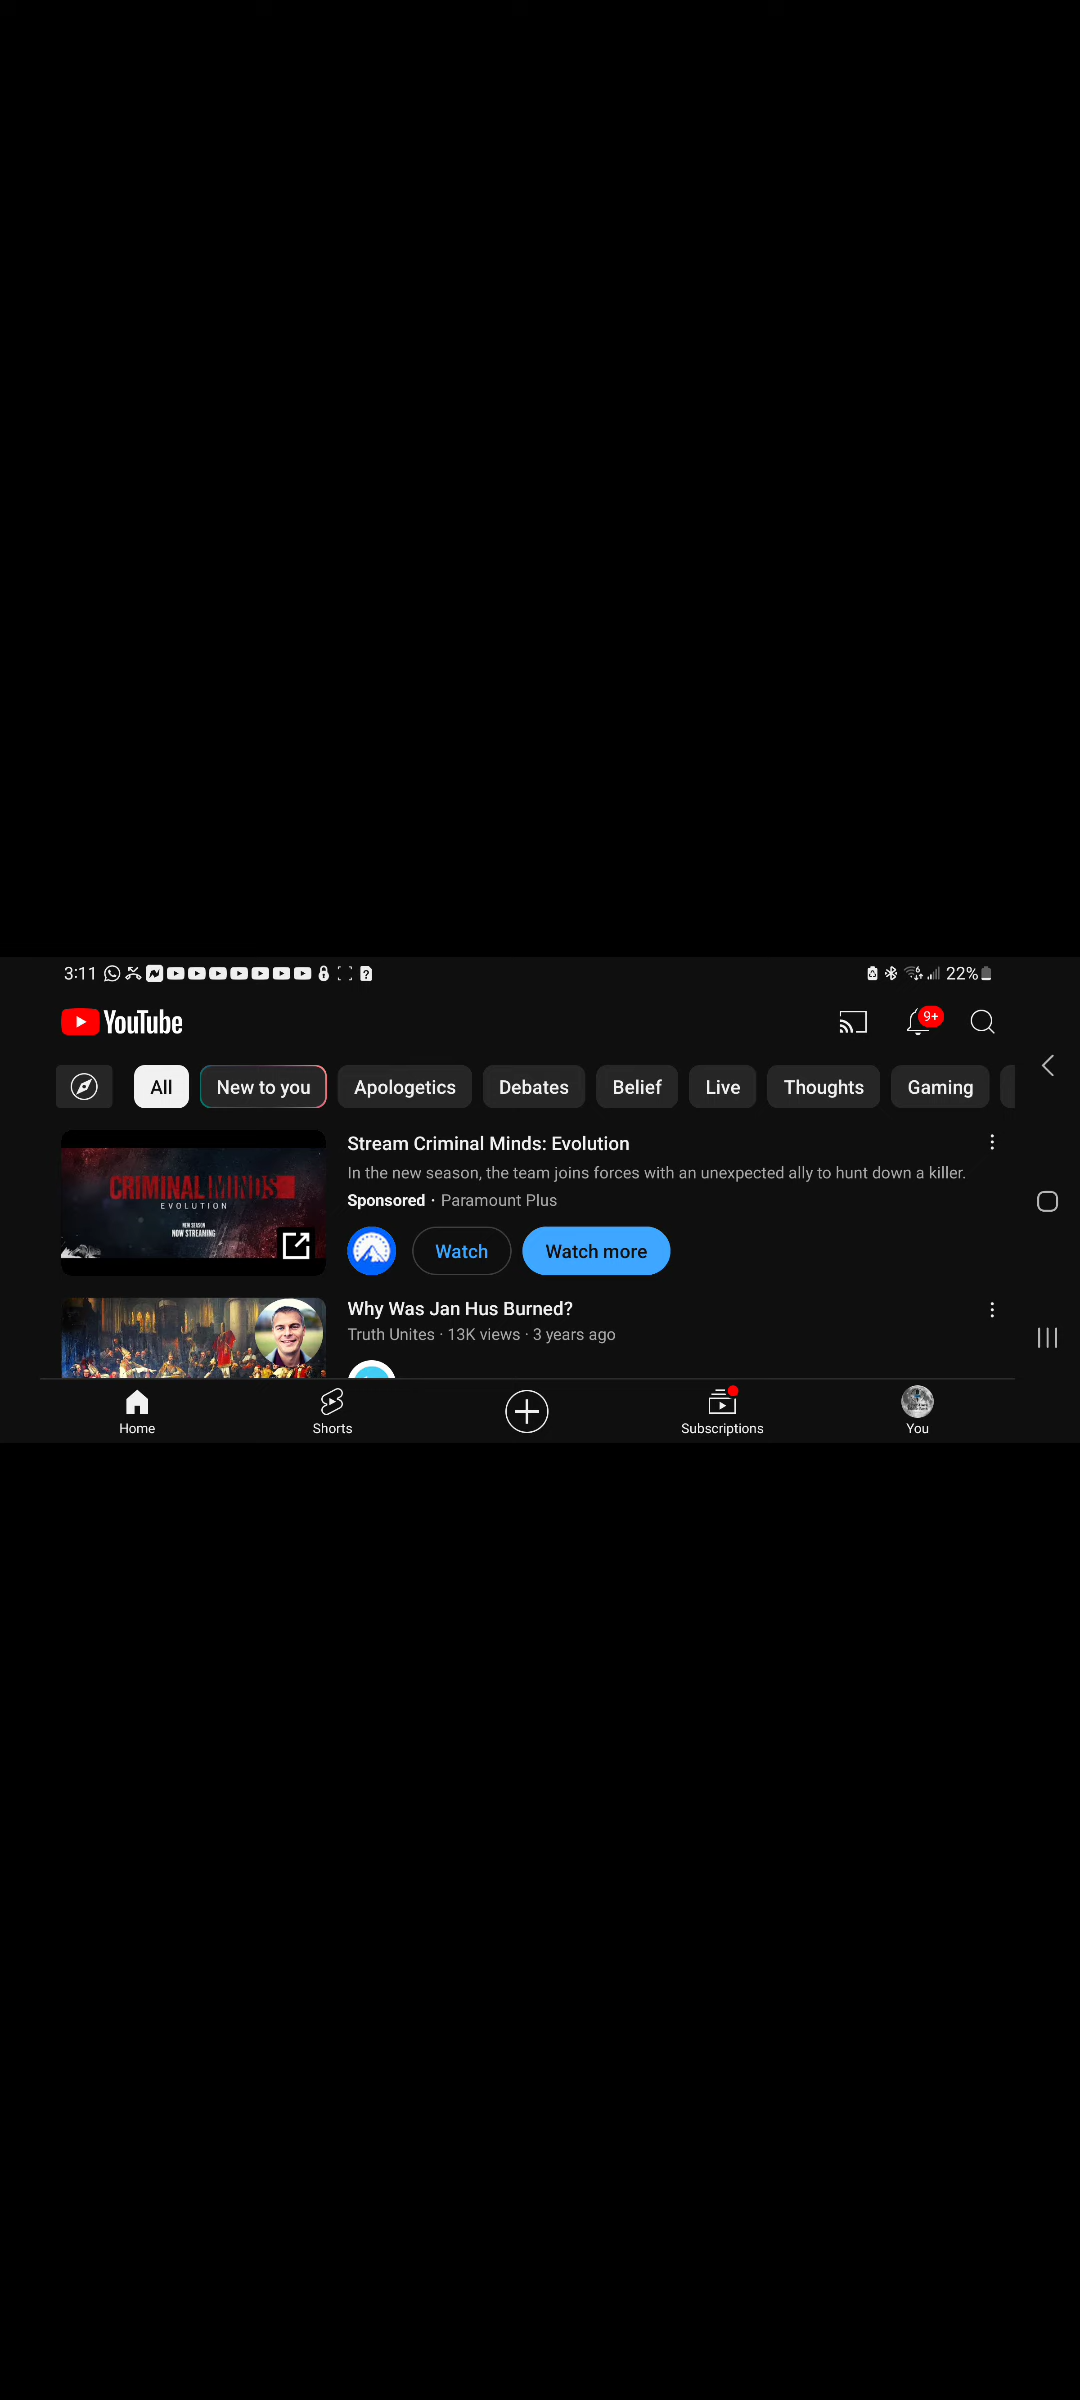 3:11 22%
YouTube 9+
All New to you Apologetics Debates Belief Live Thoughts Gaming
Stream Criminal Minds: Evolution
In the new season, the team joins forces with an unexpected ally to hunt down a killer.
Sponsored · Paramount Plus
Watch Watch more
CRIMINAL MINDS
EVOLUTION
NEW SEASON
NOW STREAMING
Why Was Jan Hus Burned?
Truth Unites · 13K views · 3 years ago
Home Shorts Subscriptions You